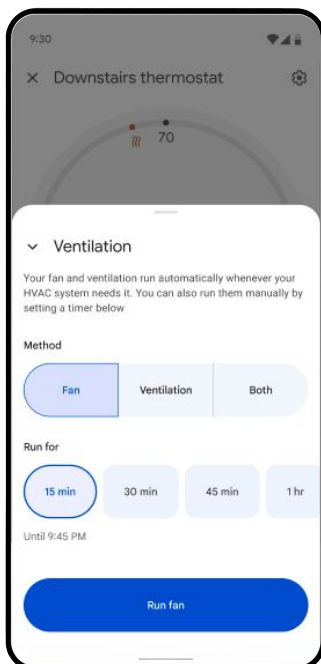 9:30
Downstairs thermostat
70
Ventilation
Your fan and ventilation run automatically whenever your
HVAC system needs it. You can also run them manually by
setting a timer below
Method
Fan Ventilation Both
Run for
15 min 30 min 45 min 1 hr
Until 9:45 PM
Run fan